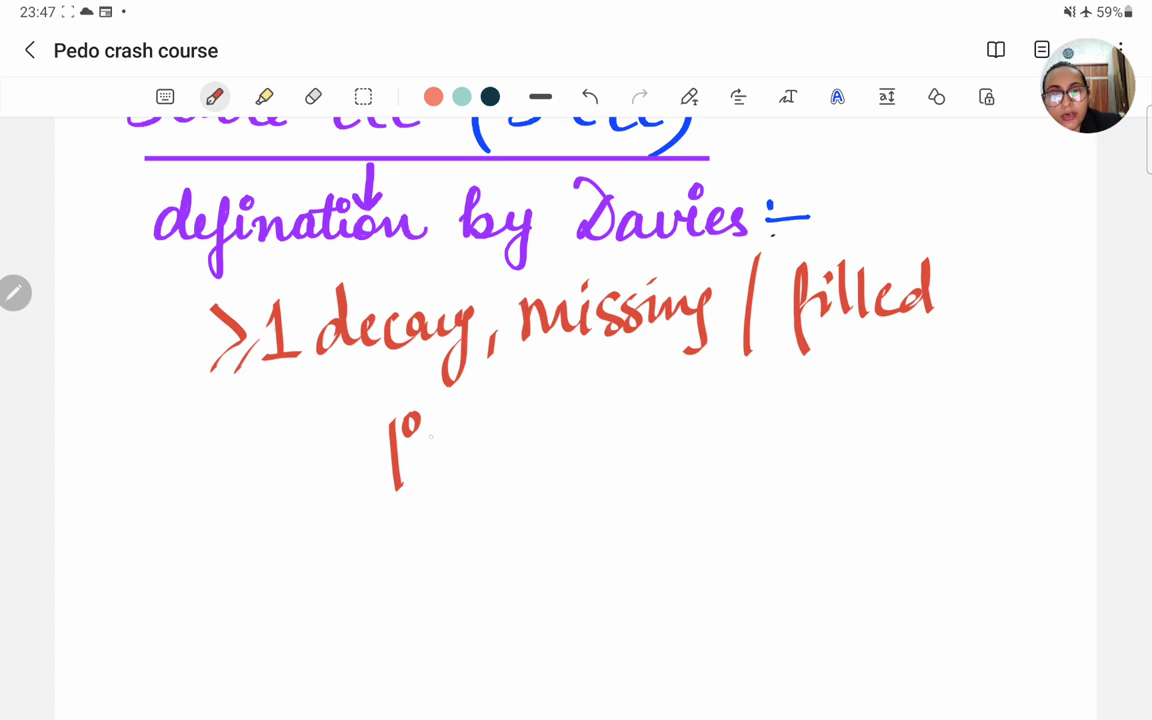 23:47 59%
Pedo crash course
defination by Davies :-
≥1 decay, missing / filled
1°